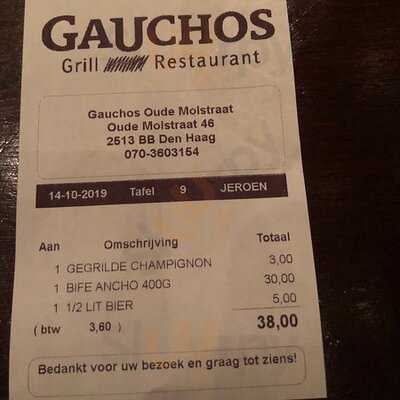 GAUCHOS
Grill Restaurant
Gauchos Oude Molstraat
Oude Molstraat 46
2513 BB Den Haag
070-3603154
14-10-2019 Tafel 9 JEROEN
Aan Omschrijving Totaal
1 GEGRILDE CHAMPIGNON 3,00
1 BIFE ANCHO 400G 30,00
1 1/2 LIT BIER 5,00
( btw 3,60 ) 38,00
Bedankt voor uw bezoek en graag tot ziens!